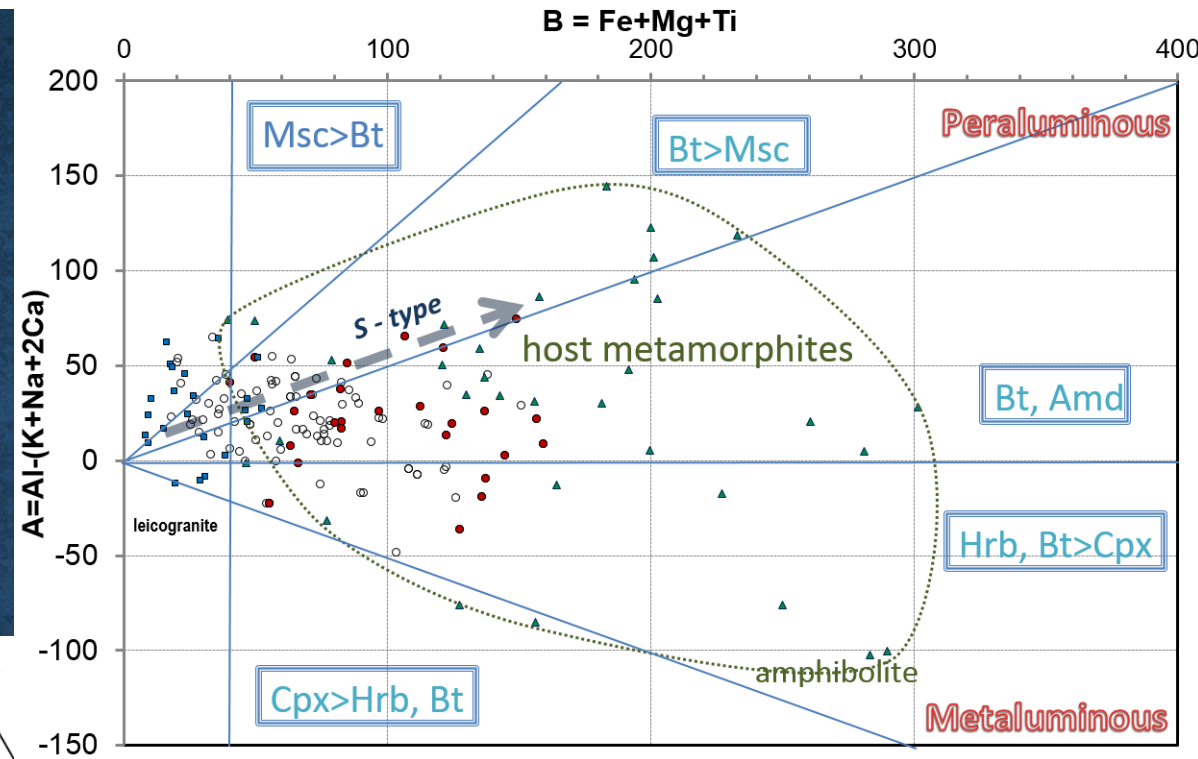 B = Fe+Mg+Ti
0 100 200 300 400
200
Peraluminous
Msc>Bt
Bt>Msc
150
100
S - type
host metamorphites
50
Bt, Amd
0
A=Al-(K+Na+2Ca)
leicogranite
Hrb, Bt>Cpx
-50
-100
amphibolite
Cpx>Hrb, Bt
Metaluminous
-150